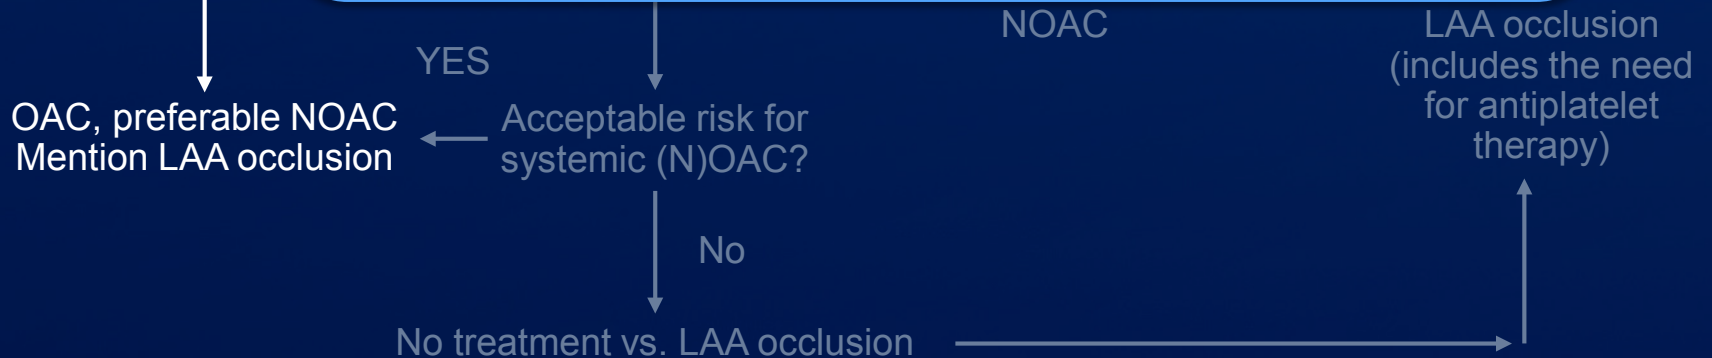 NOAC
LAA occlusion
(includes the need
for antiplatelet
therapy)
YES
OAC, preferable NOAC
Mention LAA occlusion
Acceptable risk for
systemic (N)OAC?
No
No treatment vs. LAA occlusion